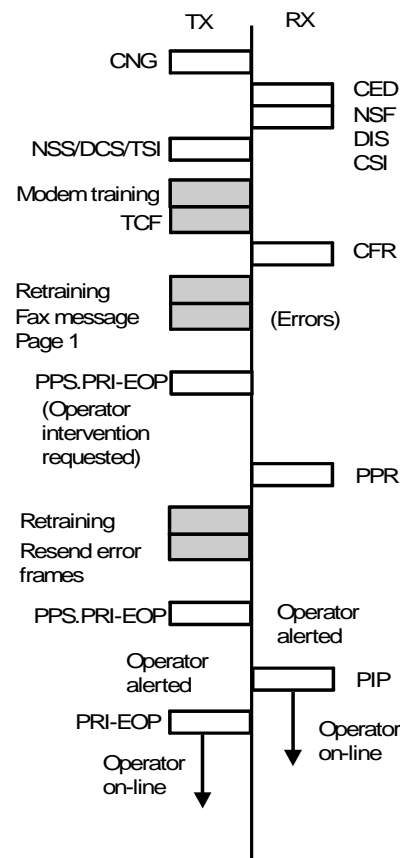 TX
RX
CNG
CED
NSF
DIS
CSI
NSS/DCS/TSI
Modem training
TCF
CFR
Retraining
Fax message
Page 1
(Errors)
PPS.PRI-EOP
(Operator
intervention
requested)
PPR
Retraining
Resend error
frames
PPS.PRI-EOP
Operator
alerted
Operator
alerted
PIP
PRI-EOP
Operator
on-line
Operator
on-line